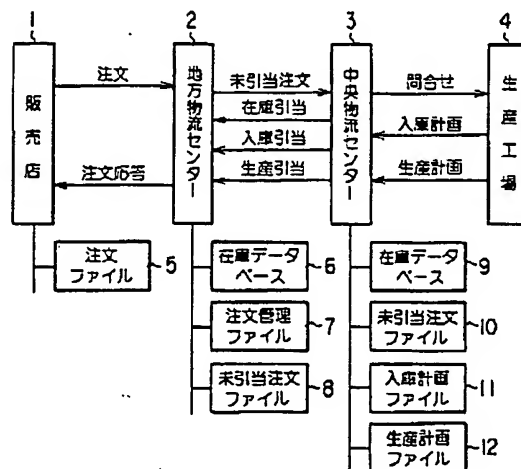 1
2
3
4
販売店
注文
注文応答
地方物流センター
未引当注文
在庫引当
入庫引当
生産引当
中央物流センター
問合せ
入庫計画
生産計画
生産工場
注文
ファイル
5
在庫データ
ベース
6
注文管理
ファイル
7
未引当注文
ファイル
8
在庫データ
ベース
9
未引当注文
ファイル
10
入庫計画
ファイル
11
生産計画
ファイル
12